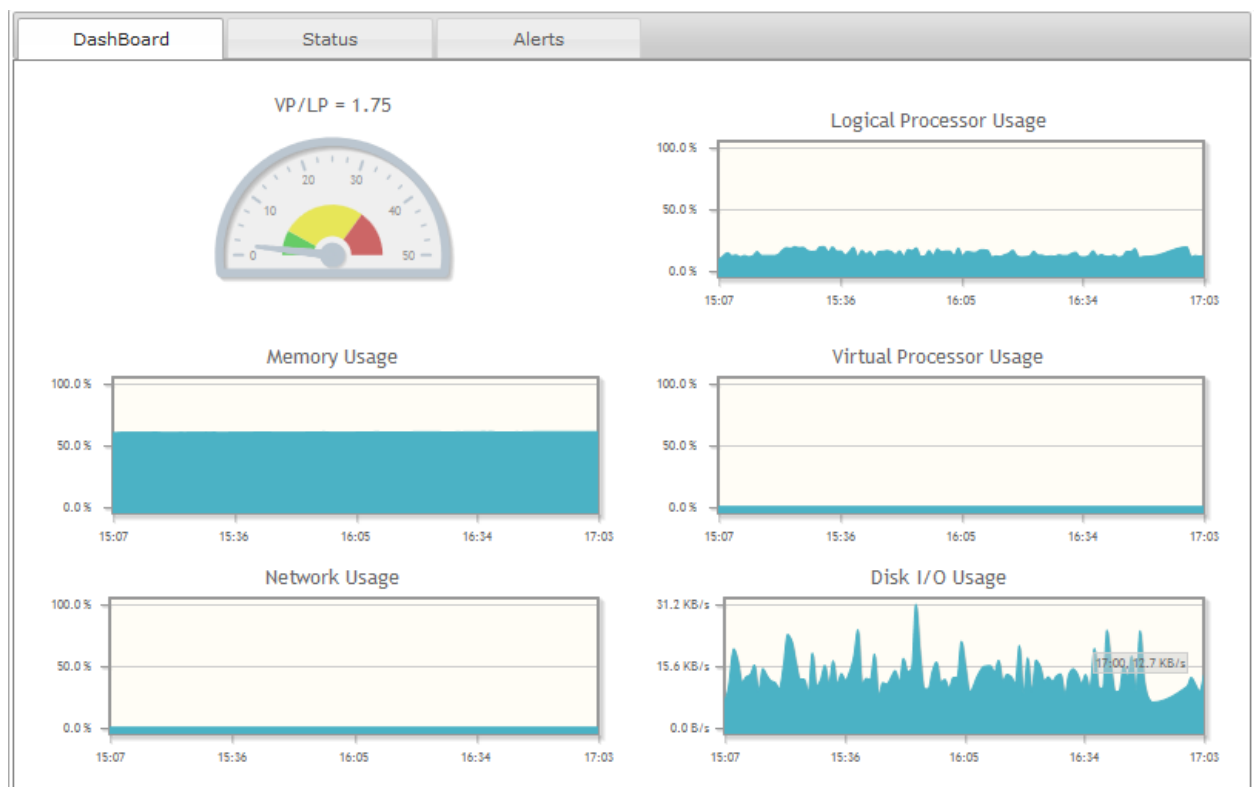 DashBoard Status Alerts
VP/LP = 1.75
0 10 20 30 40 50
Logical Processor Usage
100.0 %
50.0 %
0.0 %
15:07 15:36 16:05 16:34 17:03
Memory Usage
100.0 %
50.0 %
0.0 %
15:07 15:36 16:05 16:34 17:03
Virtual Processor Usage
100.0 %
50.0 %
0.0 %
15:07 15:36 16:05 16:34 17:03
Network Usage
100.0 %
50.0 %
0.0 %
15:07 15:36 16:05 16:34 17:03
Disk I/O Usage
31.2 KB/s
15.6 KB/s
17:00, 12.7 KB/s
0.0 B/s
15:07 15:36 16:05 16:34 17:03